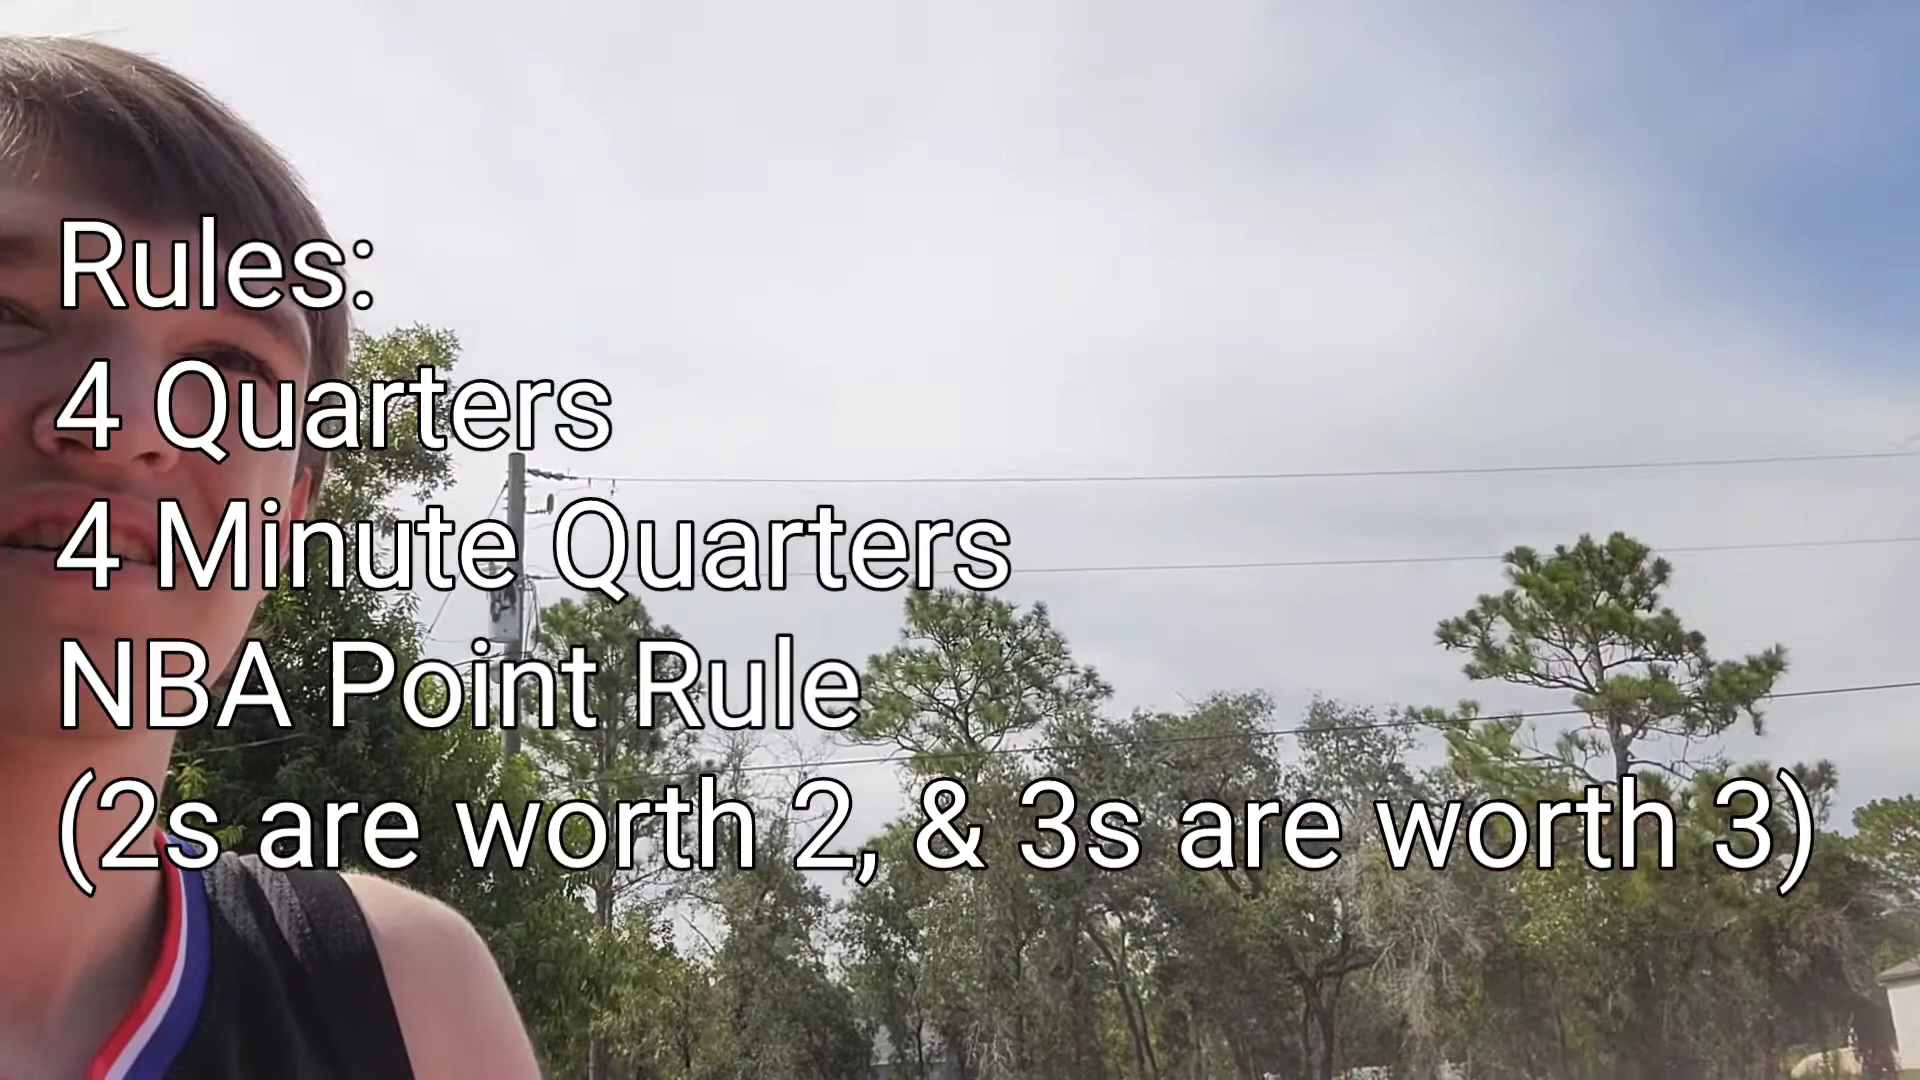 Rules:
4 Quarters
4 Minute Quarters
NBA Point Rule
(2s are worth 2, & 3s are worth 3)